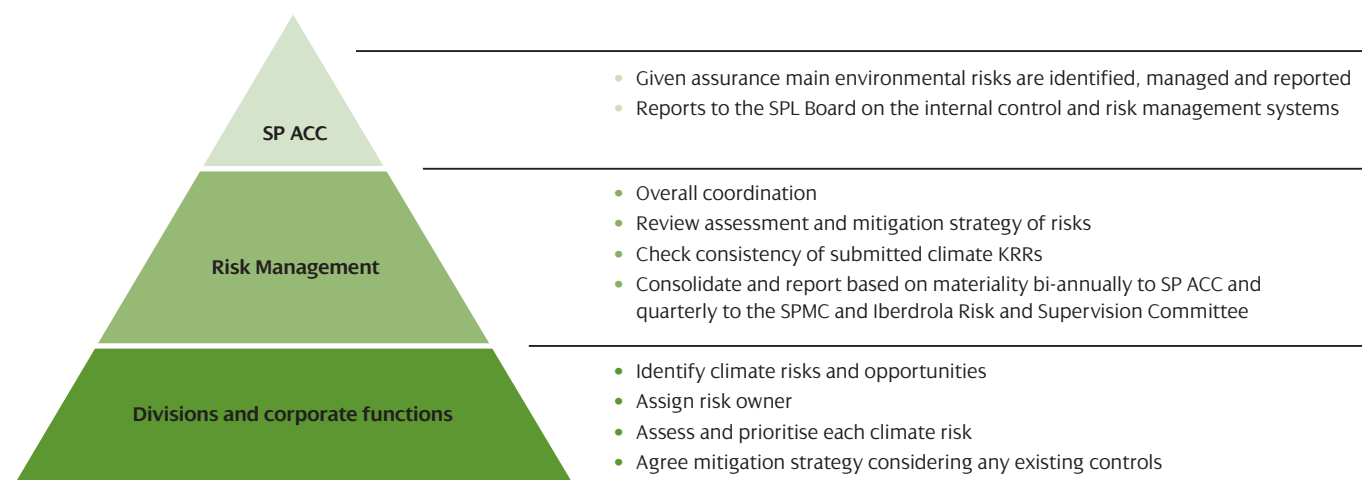 SP ACC
• Given assurance main environmental risks are identified, managed and reported
• Reports to the SPL Board on the internal control and risk management systems
Risk Management
• Overall coordination
• Review assessment and mitigation strategy of risks
• Check consistency of submitted climate KRRs
• Consolidate and report based on materiality bi-annually to SP ACC and
quarterly to the SPMC and Iberdrola Risk and Supervision Committee
Divisions and corporate functions
• Identify climate risks and opportunities
• Assign risk owner
• Assess and prioritise each climate risk
• Agree mitigation strategy considering any existing controls